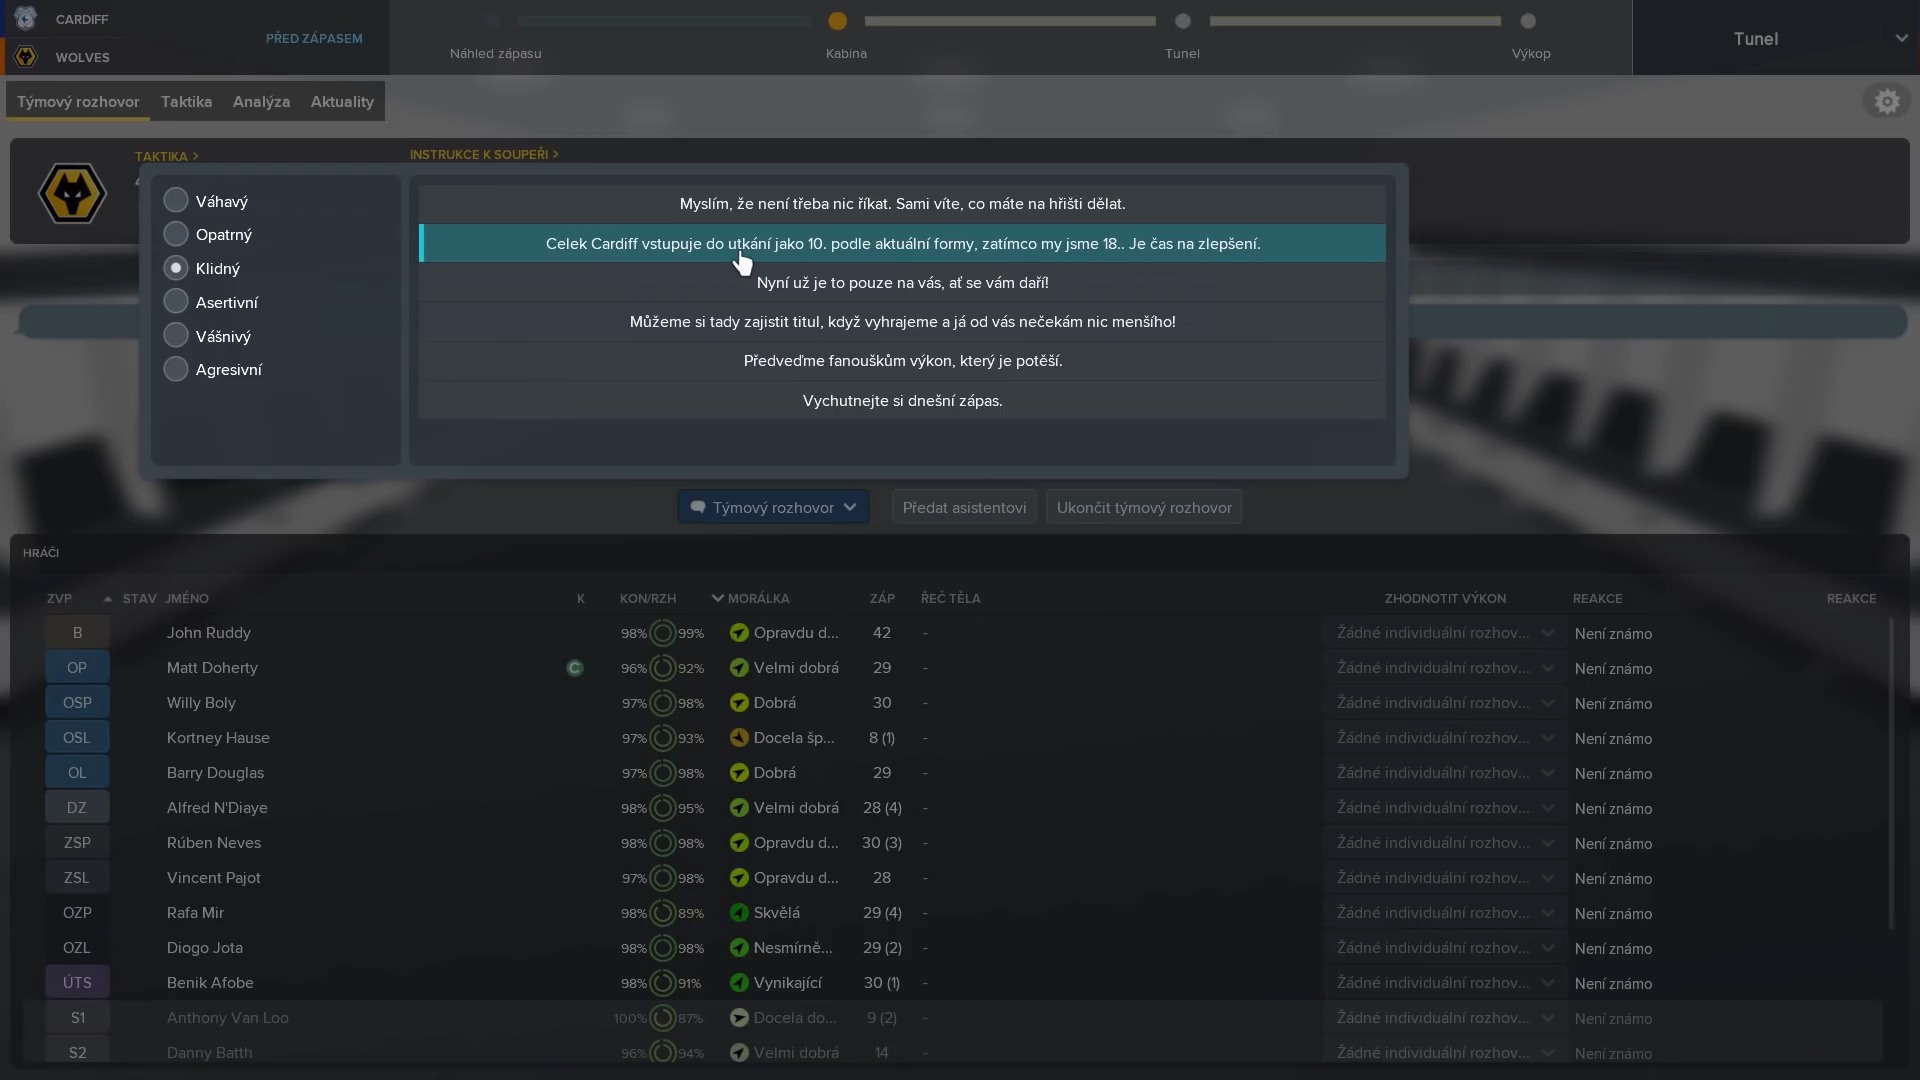 CARDIFF
WOLVES
PŘED ZÁPASEM
Náhled zápasu
Kabina
Tunel
Výkop
Tunel
Týmový rozhovor
Taktika
Analýza
Aktuality
TAKTIKA >
INSTRUKCE K SOUPEŘI >
Váhavý
Opatrný
Klidný
Asertivní
Vášnivý
Agresivní
Myslím, že není třeba nic říkat. Sami víte, co máte na hřišti dělat.
Celek Cardiff vstupuje do utkání jako 10. podle aktuální formy, zatímco my jsme 18.. Je čas na zlepšení.
Nyní už je to pouze na vás, ať se vám daří!
Můžeme si tady zajistit titul, když vyhrajeme a já od vás nečekám nic menšího!
Předveďme fanouškům výkon, který je potěší.
Vychutnejte si dnešní zápas.
Týmový rozhovor
Předat asistentovi
Ukončit týmový rozhovor
HRÁČI
ZVP STAV JMÉNO K KON/RZH MORÁLKA ZÁP ŘEČ TĚLA ZHODNOTIT VÝKON REAKCE REAKCE
B John Ruddy 98% 99% Opravdu d... 42 - Žádné individuální rozhov... Není známo
OP Matt Doherty C 96% 92% Velmi dobrá 29 - Žádné individuální rozhov... Není známo
OSP Willy Boly 97% 98% Dobrá 30 - Žádné individuální rozhov... Není známo
OSL Kortney Hause 97% 93% Docela šp... 8 (1) - Žádné individuální rozhov... Není známo
OL Barry Douglas 97% 98% Dobrá 29 - Žádné individuální rozhov... Není známo
DZ Alfred N'Diaye 98% 95% Velmi dobrá 28 (4) - Žádné individuální rozhov... Není známo
ZSP Rúben Neves 98% 98% Opravdu d... 30 (3) - Žádné individuální rozhov... Není známo
ZSL Vincent Pajot 97% 98% Opravdu d... 28 - Žádné individuální rozhov... Není známo
OZP Rafa Mir 98% 89% Skvělá 29 (4) - Žádné individuální rozhov... Není známo
OZL Diogo Jota 98% 98% Nesmírně... 29 (2) - Žádné individuální rozhov... Není známo
ÚTS Benik Afobe 98% 91% Vynikající 30 (1) - Žádné individuální rozhov... Není známo
S1 Anthony Van Loo 100% 87% Docela do... 9 (2) - Žádné individuální rozhov... Není známo
S2 Danny Batth 96% 94% Velmi dobrá 14 - Žádné individuální rozhov... Není známo